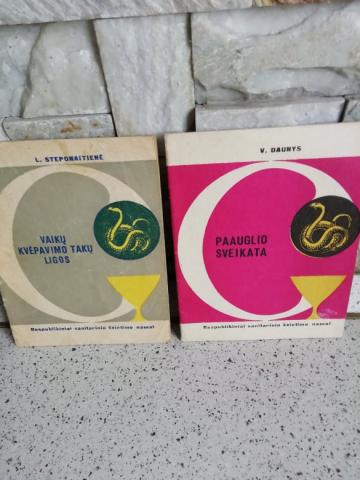 L. STEPONAITIENĖ
VAIKŲ
KVĖPAVIMO TAKŲ
LIGOS
Respublikiniai sanitarinio švietimo namai
V. DAUNYS
PAAUGLIO
SVEIKATA
Respublikiniai sanitarinio švietimo namai